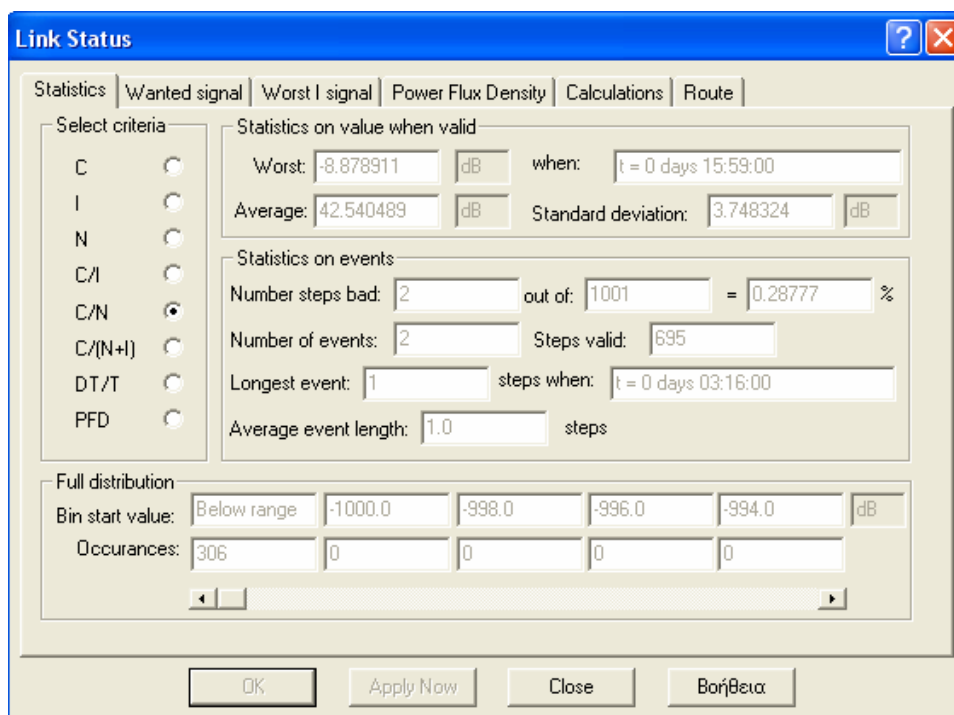 Link Status
Statistics Wanted signal Worst I signal Power Flux Density Calculations Route
Select criteria
C
I
N
C/I
C/N
C/(N+I)
DT/T
PFD
Statistics on value when valid
Worst: -8.878911 dB when: t = 0 days 15:59:00
Average: 42.540489 dB Standard deviation: 3.748324 dB
Statistics on events
Number steps bad: 2 out of: 1001 = 0.28777 %
Number of events: 2 Steps valid: 695
Longest event: 1 steps when: t = 0 days 03:16:00
Average event length: 1.0 steps
Full distribution
Bin start value: Below range -1000.0 -998.0 -996.0 -994.0 dB
Occurances: 306 0 0 0 0
OK Apply Now Close Βοήθεια